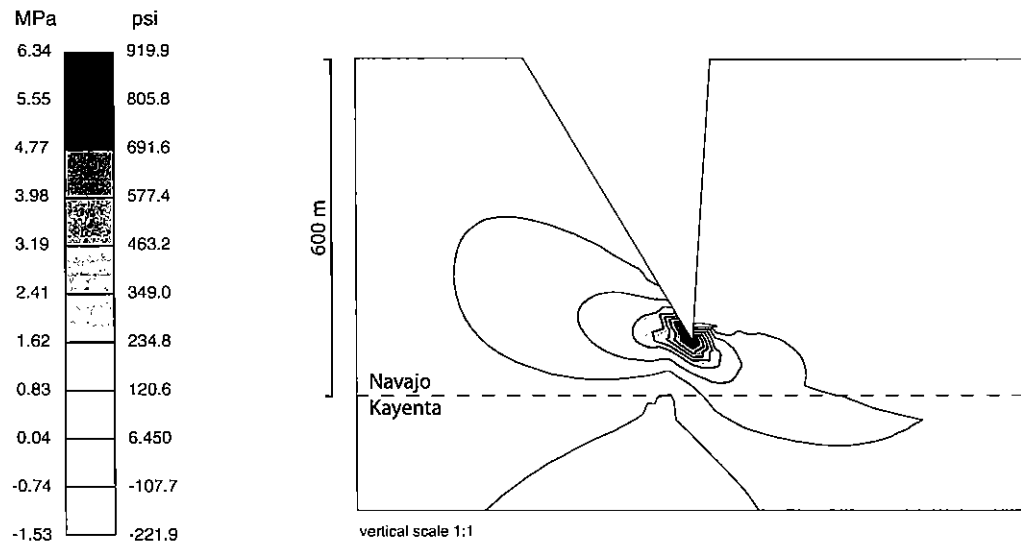 MPa psi
6.34 919.9
5.55 805.8
4.77 691.6
3.98 577.4
3.19 463.2
2.41 349.0
1.62 234.8
0.83 120.6
0.04 6.450
-0.74 -107.7
-1.53 -221.9
600 m
Navajo
Kayenta
vertical scale 1:1